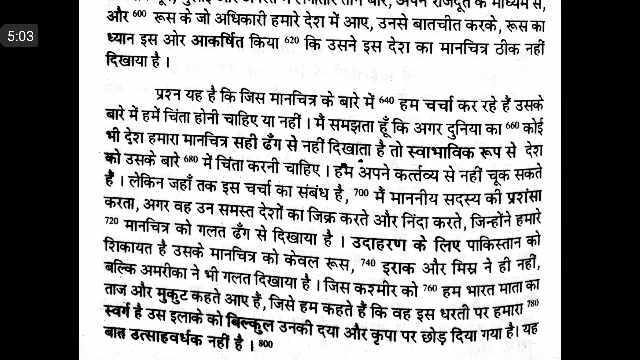 5:03
और ⁶⁰⁰ रूस के जो अधिकारी हमारे देश में आए, उनसे बातचीत करके, रूस का
ध्यान इस ओर आकर्षित किया ⁶²⁰ कि उसने इस देश का मानचित्र ठीक नहीं
दिखाया है ।
प्रश्न यह है कि जिस मानचित्र के बारे में ⁶⁴⁰ हम चर्चा कर रहे हैं उसके
बारे में हमें चिंता होनी चाहिए या नहीं । मैं समझता हूँ कि अगर दुनिया का ⁶⁶⁰ कोई
भी देश हमारा मानचित्र सही ढँग से नहीं दिखाता है तो स्वाभाविक रूप से देश
को उसके बारे ⁶⁸⁰ में चिंता करनी चाहिए । हम अपने कर्त्तव्य से नहीं चूक सकते
हैं । लेकिन जहाँ तक इस चर्चा का संबंध है, ⁷⁰⁰ मैं माननीय सदस्य की प्रशंसा
करता, अगर वह उन समस्त देशों का जिक्र करते और निंदा करते, जिन्होंने हमारे
⁷²⁰ मानचित्र को गलत ढँग से दिखाया है । उदाहरण के लिए पाकिस्तान को
शिकायत है उसके मानचित्र को केवल रूस, ⁷⁴⁰ इराक और मिस्र ने ही नहीं,
बल्कि अमरीका ने भी गलत दिखाया है । जिस कश्मीर को ⁷⁶⁰ हम भारत माता का
ताज और मुकुट कहते आए हैं, जिसे हम कहते हैं कि वह इस धरती पर हमारा ⁷⁸⁰
स्वर्ग है उस इलाके को बिल्कुल उनकी दया और कृपा पर छोड़ दिया गया है। यह
बात उत्साहवर्धक नहीं है । ⁸⁰⁰